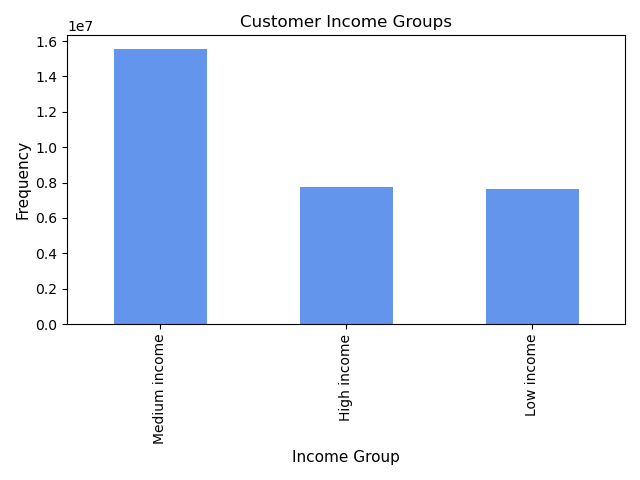 Customer Income Groups
1e7
1.6
1.4
1.2
1.0
0.8
0.6
0.4
0.2
0.0
Frequency
Medium income
High income
Low income
Income Group